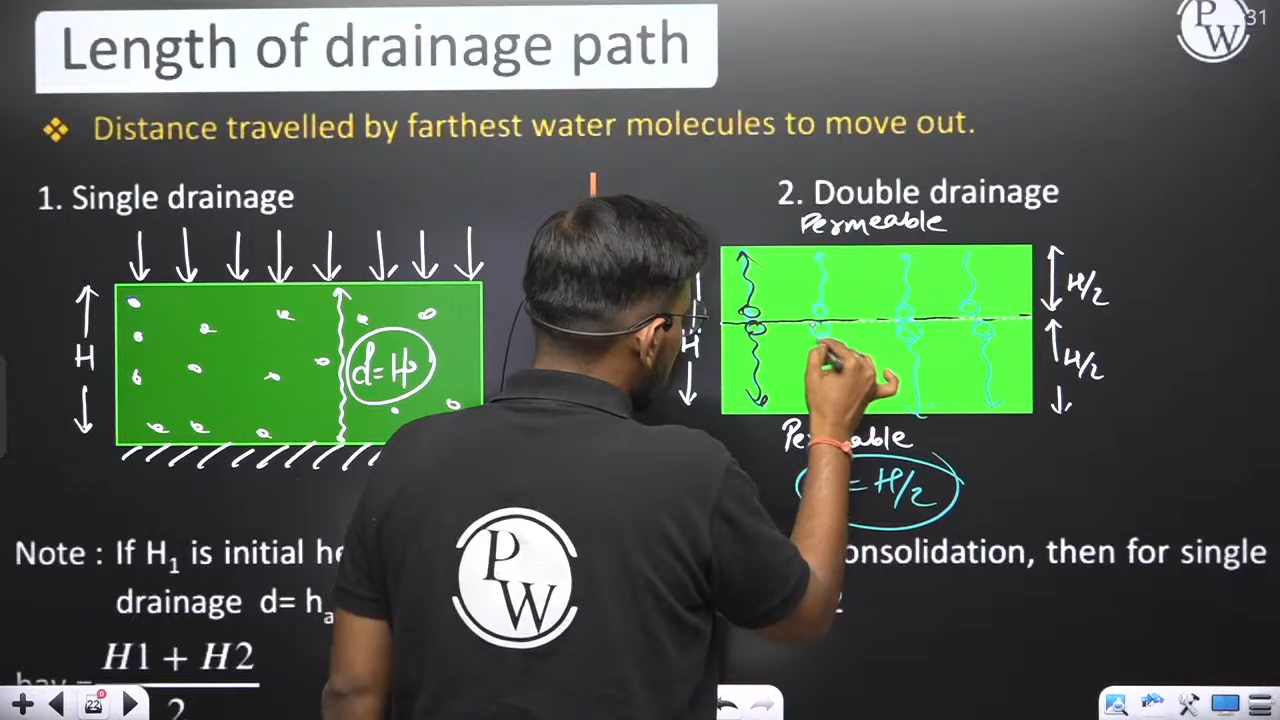 Length of drainage path
PW
31
❖ Distance travelled by farthest water molecules to move out.
1. Single drainage
2. Double drainage
Permeable
H
d = H
H
H/2
H/2
Permeable
= H/2
Note : If H1 is initial
onsolidation, then for single
drainage d= h
H1 + H2
2
PW
22